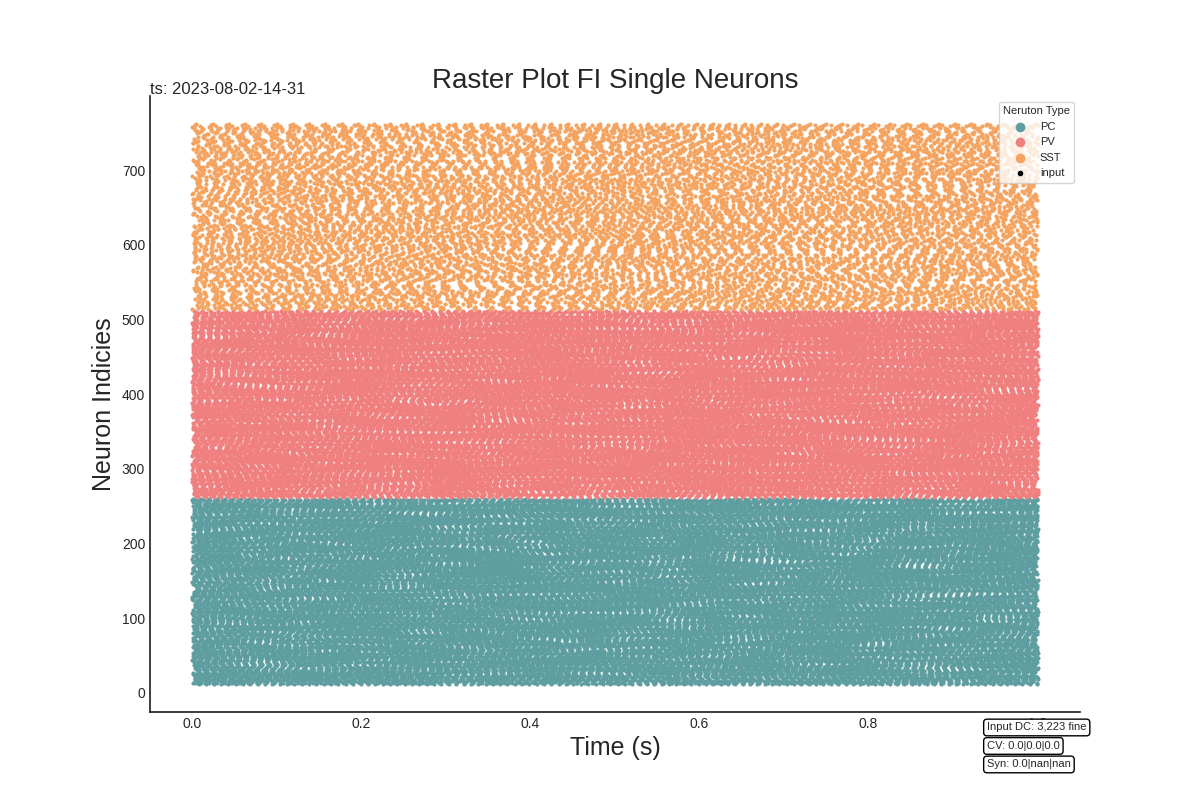 Raster Plot FI Single Neurons
ts: 2023-08-02-14-31
Neruton Type
PC
PV
SST
input
Neuron Indicies
700
600
500
400
300
200
100
0
0.0 0.2 0.4 0.6 0.8
Time (s)
Input DC: 3,223 fine
CV: 0.0|0.0|0.0
Syn: 0.0|nan|nan